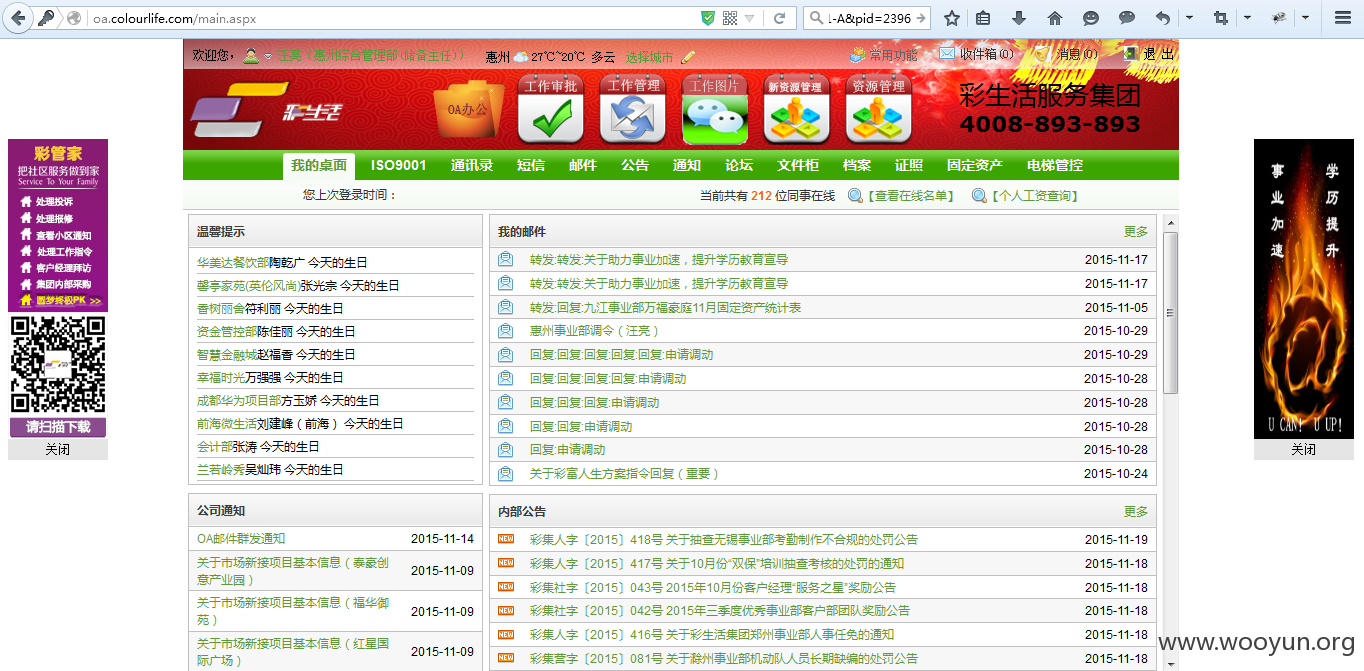 oa.colourlife.com/main.aspx
l-A&pid=2396
欢迎您，
汪亮（惠州综合管理部(储备主任)）
惠州 27℃~20℃ 多云 选择城市
常用功能 收件箱(0) 消息(0) 退出
彩生活
OA办公
工作审批 工作管理 工作图片 新资源管理 资源管理
彩生活服务集团
4008-893-893
我的桌面 ISO9001 通讯录 短信 邮件 公告 通知 论坛 文件柜 档案 证照 固定资产 电梯管控
您上次登录时间：
当前共有 212 位同事在线 【查看在线名单】 【个人工资查询】
彩管家
把社区服务做到家
Service To Your Family
处理投诉
处理报修
查看小区通知
处理工作指令
客户经理拜访
集团内部采购
圆梦终极PK >>
请扫描下载
关闭
温馨提示
华美达餐饮部陶乾广 今天的生日
馨亭家苑(英伦风尚)张光宗 今天的生日
香树丽舍符利丽 今天的生日
资金管控部陈佳丽 今天的生日
智慧金融城赵福香 今天的生日
幸福时光万强强 今天的生日
成都华为项目部方玉娇 今天的生日
前海微生活刘建峰（前海） 今天的生日
会计部张涛 今天的生日
兰若岭秀吴灿玮 今天的生日
公司通知
OA邮件群发通知 2015-11-14
关于市场新接项目基本信息（泰豪创
意产业园） 2015-11-09
关于市场新接项目基本信息（福华御
苑） 2015-11-09
关于市场新接项目基本信息（红星国
际广场） 2015-11-09
我的邮件 更多
转发:转发:关于助力事业加速，提升学历教育宣导 2015-11-17
转发:转发:关于助力事业加速，提升学历教育宣导 2015-11-17
转发:回复:九江事业部万福豪庭11月固定资产统计表 2015-11-05
惠州事业部调令（汪亮） 2015-10-29
回复:回复:回复:回复:回复:申请调动 2015-10-29
回复:回复:回复:回复:申请调动 2015-10-28
回复:回复:回复:申请调动 2015-10-28
回复:回复:申请调动 2015-10-28
回复:申请调动 2015-10-28
关于彩富人生方案指令回复（重要） 2015-10-24
内部公告 更多
NEW 彩集人字〔2015〕418号 关于抽查无锡事业部考勤制作不合规的处罚公告 2015-11-19
NEW 彩集人字〔2015〕417号 关于10月份“双保”培训抽查考核的处罚的通知 2015-11-18
NEW 彩集社字〔2015〕043号 2015年10月份客户经理“服务之星”奖励公告 2015-11-18
NEW 彩集社字〔2015〕042号 2015年三季度优秀事业部客户部团队奖励公告 2015-11-18
NEW 彩集人字〔2015〕416号 关于彩生活集团郑州事业部人事任免的通知 2015-11-18
NEW 彩集营字〔2015〕081号 关于滁州事业部机动队人员长期缺编的处罚公告 2015-11-18
学历提升
事业加速
U CAN! U UP!
关闭
www.wooyun.org